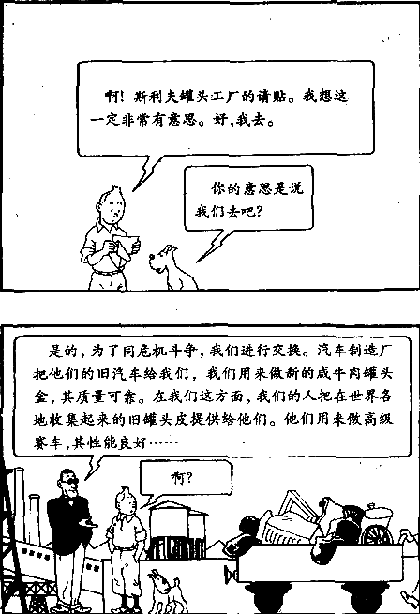 啊!斯利夫罐头工厂的请贴。我想这
一定非常有意思。好,我去。
你的意思是说
我们去吧?
是的,为了同危机斗争,我们进行交换。汽车制造厂
把他们的旧汽车给我们,我们用来做新的咸牛肉罐头
盒,其质量可靠。在我们这方面,我们的人把在世界各
地收集起来的旧罐头皮提供给他们。他们用来做高级
赛车,其性能良好……
啊?